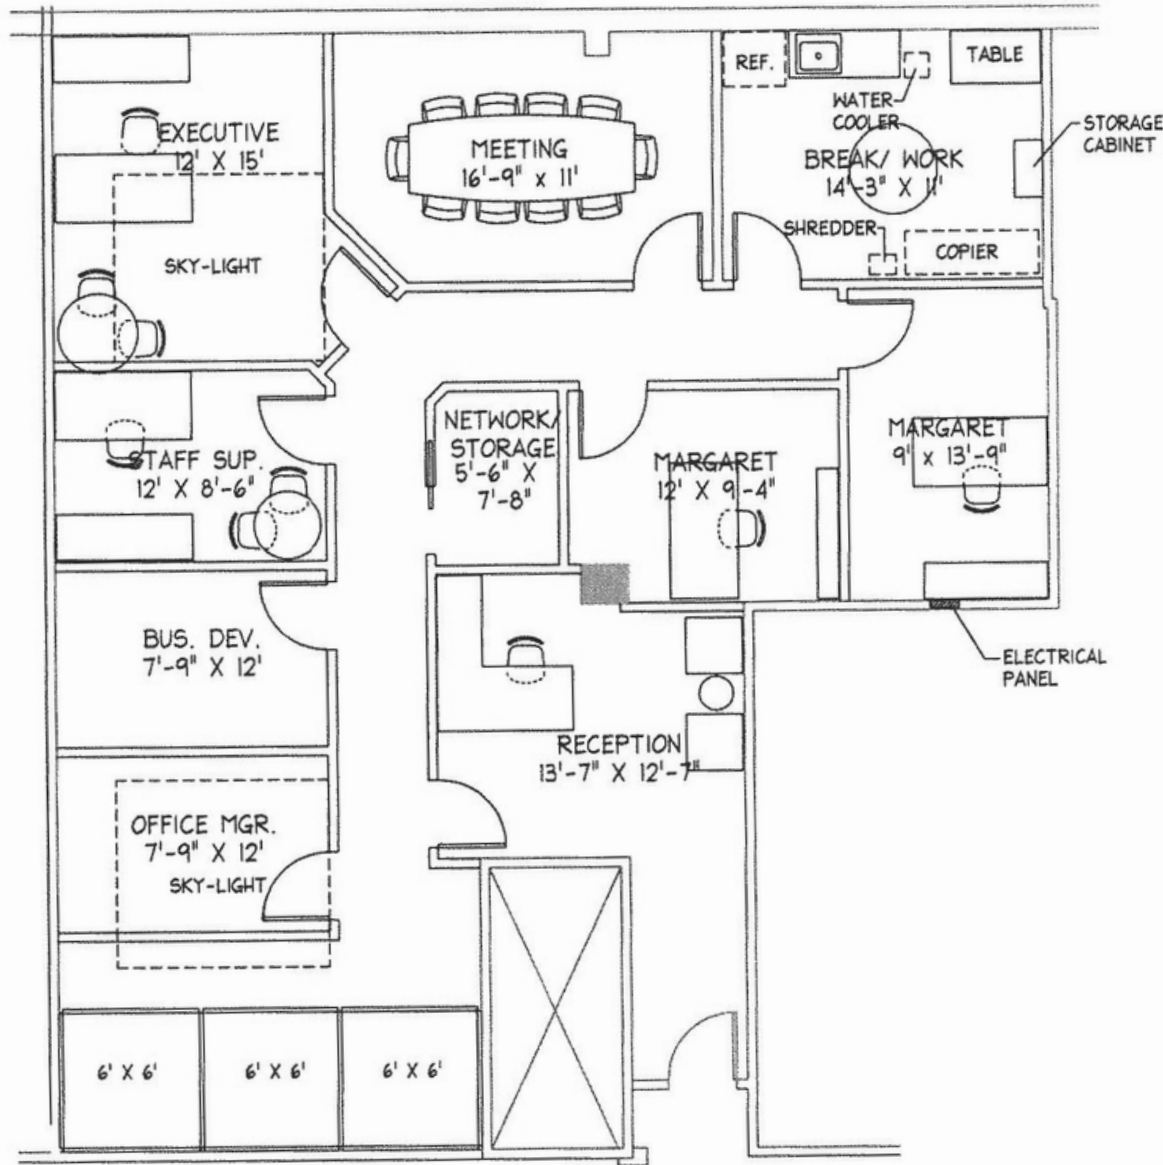 EXECUTIVE
12' X 15'
SKY-LIGHT
MEETING
16'-9" x 11'
REF.
WATER
COOLER
TABLE
STORAGE
CABINET
BREAK/ WORK
14'-3" X 11'
SHREDDER
COPIER
STAFF SUP.
12' X 8'-6"
NETWORK/
STORAGE
5'-6" X
7'-8"
MARGARET
12' X 9'-4"
MARGARET
9' x 13'-9"
BUS. DEV.
7'-9" X 12'
ELECTRICAL
PANEL
RECEPTION
13'-7" X 12'-7"
OFFICE MGR.
7'-9" X 12'
SKY-LIGHT
6' X 6'
6' X 6'
6' X 6'